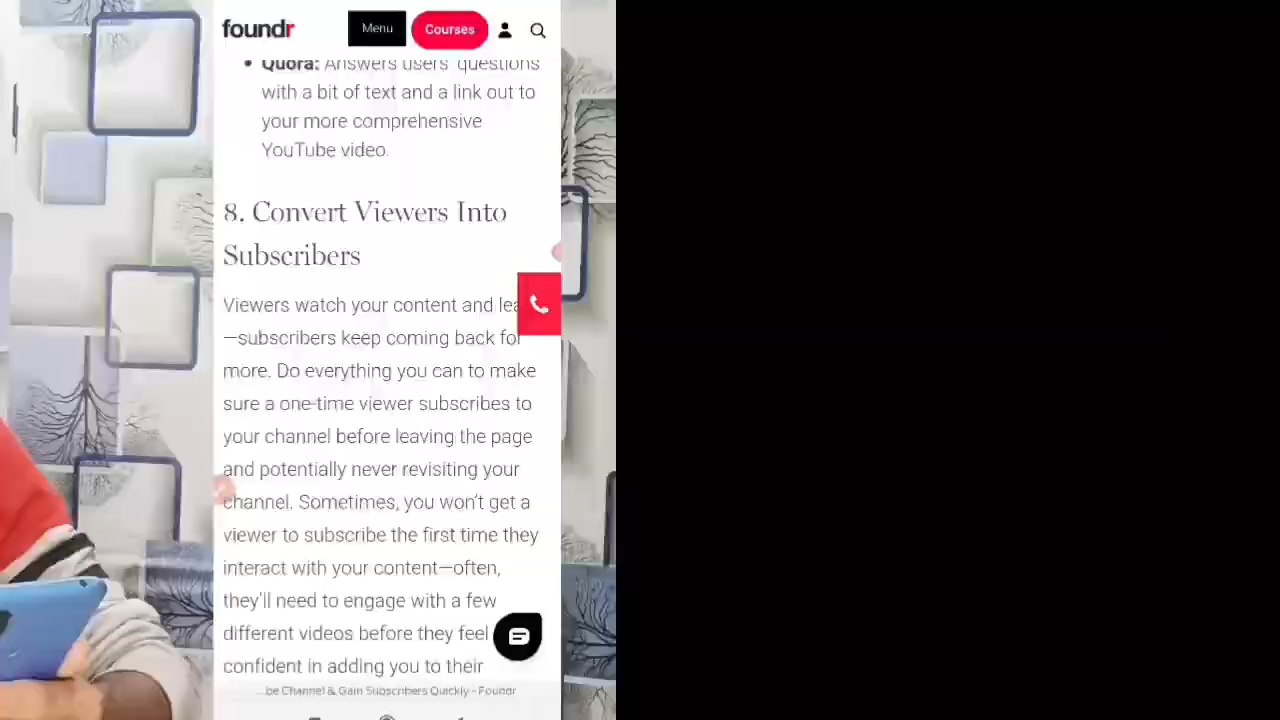 foundr
Menu
Courses
Quora: Answers users' questions
with a bit of text and a link out to
your more comprehensive
YouTube video.
8. Convert Viewers Into
Subscribers
Viewers watch your content and lea
—subscribers keep coming back for
more. Do everything you can to make
sure a one-time viewer subscribes to
your channel before leaving the page
and potentially never revisiting your
channel. Sometimes, you won't get a
viewer to subscribe the first time they
interact with your content—often,
they'll need to engage with a few
different videos before they feel
confident in adding you to their
...be Channel & Gain Subscribers Quickly - Foundr